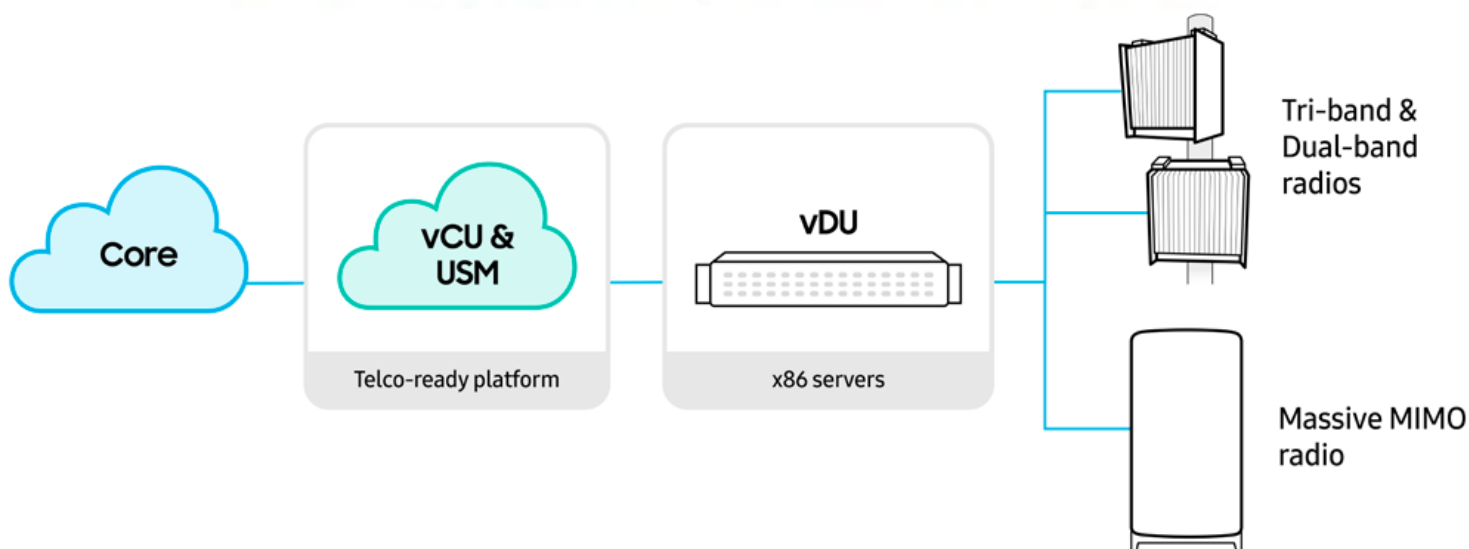 Core
vCU &
USM
Telco-ready platform
vDU
x86 servers
Tri-band &
Dual-band
radios
Massive MIMO
radio